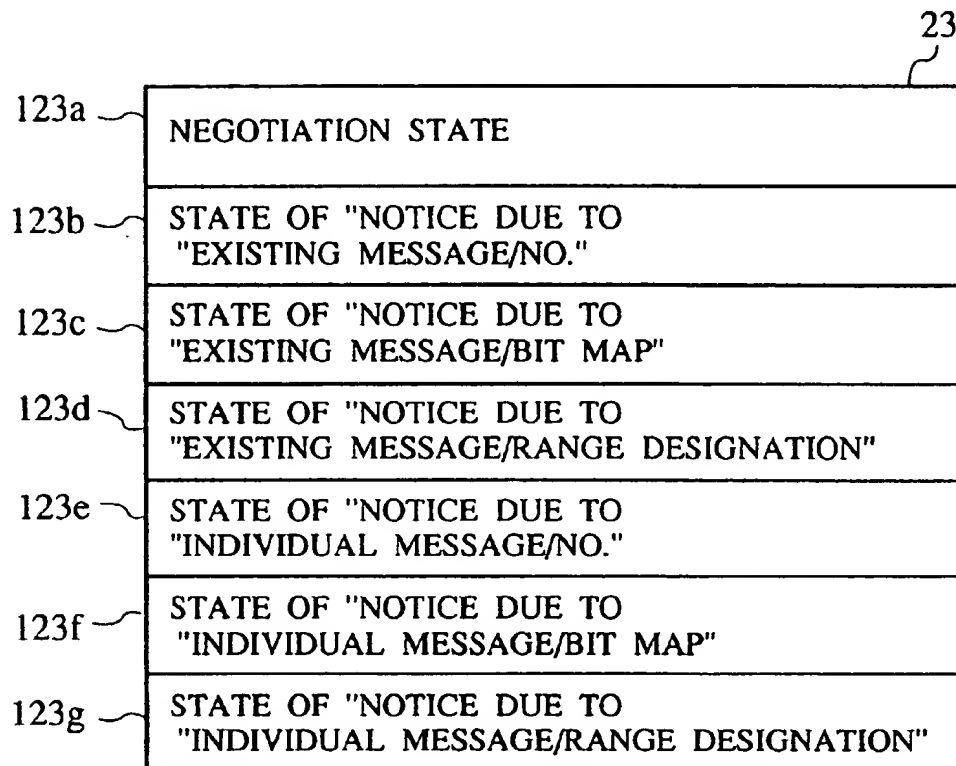 23
123a
NEGOTIATION STATE
123b
STATE OF "NOTICE DUE TO
"EXISTING MESSAGE/NO."
123c
STATE OF "NOTICE DUE TO
"EXISTING MESSAGE/BIT MAP"
123d
STATE OF "NOTICE DUE TO
"EXISTING MESSAGE/RANGE DESIGNATION"
123e
STATE OF "NOTICE DUE TO
"INDIVIDUAL MESSAGE/NO."
123f
STATE OF "NOTICE DUE TO
"INDIVIDUAL MESSAGE/BIT MAP"
123g
STATE OF "NOTICE DUE TO
"INDIVIDUAL MESSAGE/RANGE DESIGNATION"